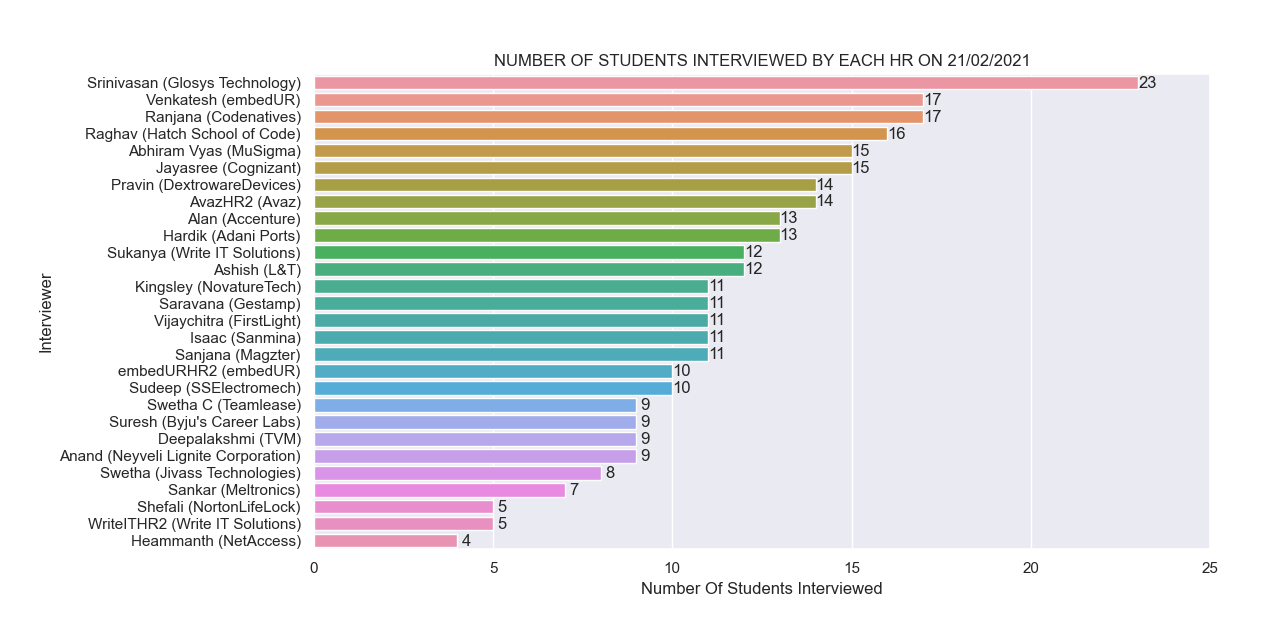 NUMBER OF STUDENTS INTERVIEWED BY EACH HR ON 21/02/2021
Srinivasan (Glosys Technology) 23
Venkatesh (embedUR) 17
Ranjana (Codenatives) 17
Raghav (Hatch School of Code) 16
Abhiram Vyas (MuSigma) 15
Jayasree (Cognizant) 15
Pravin (DextrowareDevices) 14
AvazHR2 (Avaz) 14
Alan (Accenture) 13
Hardik (Adani Ports) 13
Sukanya (Write IT Solutions) 12
Ashish (L&T) 12
Kingsley (NovatureTech) 11
Saravana (Gestamp) 11
Vijaychitra (FirstLight) 11
Isaac (Sanmina) 11
Sanjana (Magzter) 11
embedURHR2 (embedUR) 10
Sudeep (SSElectromech) 10
Swetha C (Teamlease) 9
Suresh (Byju's Career Labs) 9
Deepalakshmi (TVM) 9
Anand (Neyveli Lignite Corporation) 9
Swetha (Jivass Technologies) 8
Sankar (Meltronics) 7
Shefali (NortonLifeLock) 5
WriteITHR2 (Write IT Solutions) 5
Heammanth (NetAccess) 4
Interviewer
0 5 10 15 20 25
Number Of Students Interviewed